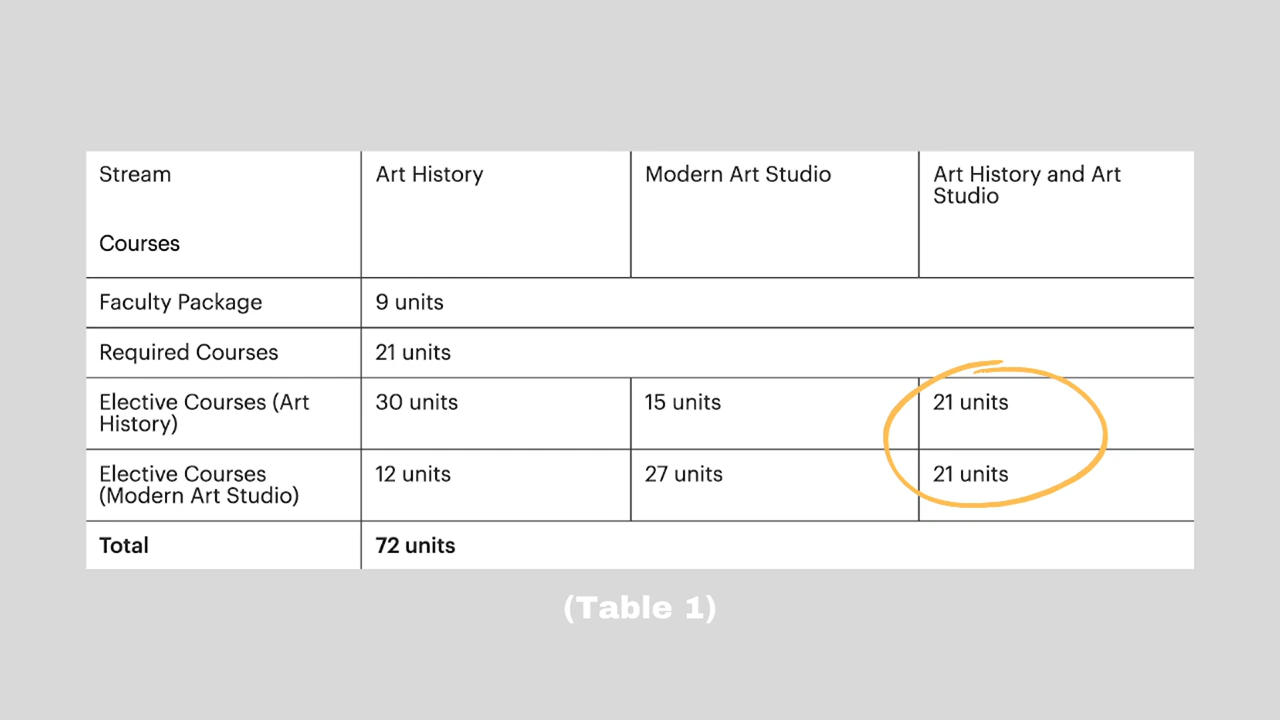 Stream
Courses
Art History
Modern Art Studio
Art History and Art
Studio
Faculty Package
9 units
Required Courses
21 units
Elective Courses (Art
History)
30 units
15 units
21 units
Elective Courses
(Modern Art Studio)
12 units
27 units
21 units
Total
72 units
(Table 1)